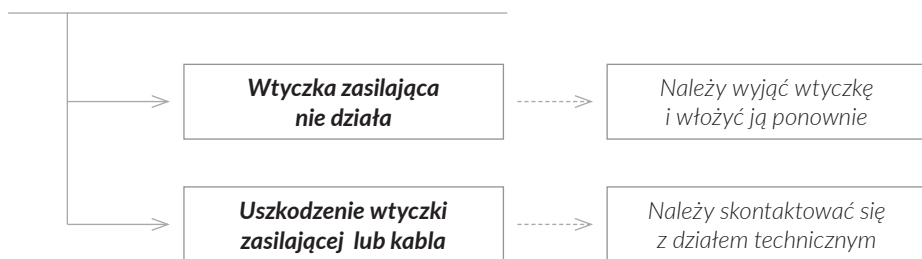 Wtyczka zasilająca
nie działa
Należy wyjąć wtyczkę
i włożyć ją ponownie
Uszkodzenie wtyczki
zasilającej lub kabla
Należy skontaktować się
z działem technicznym